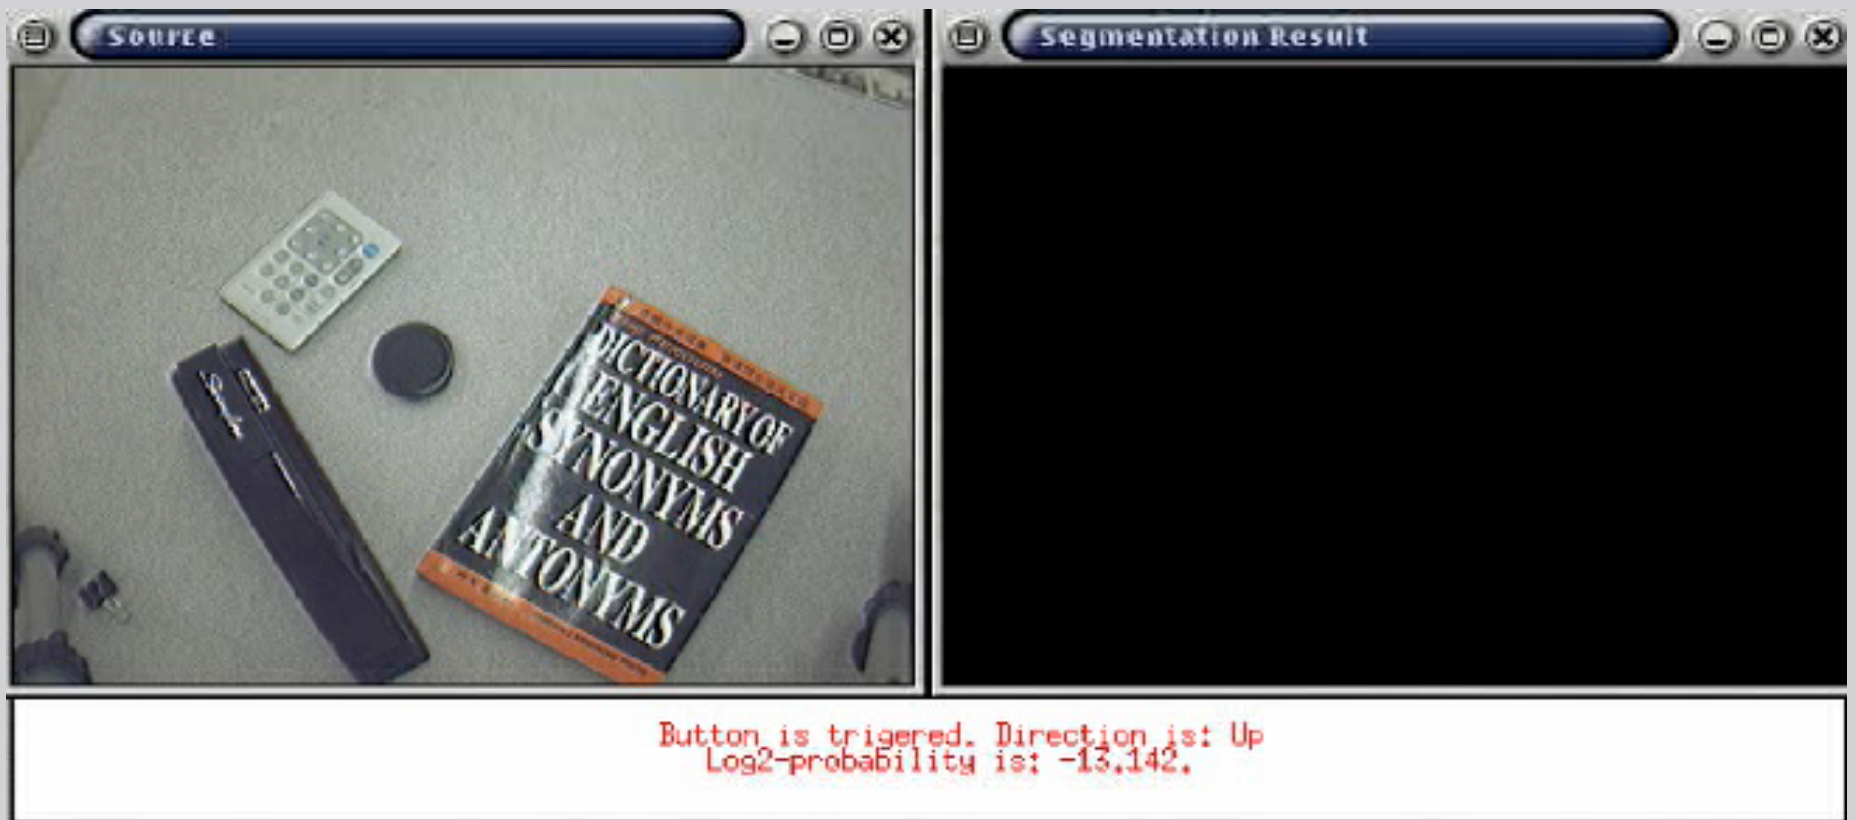 Source
Segmentation Result
DICTIONARY OF
ENGLISH
SYNONYMS
AND
ANTONYMS
Button is trigered. Direction is: Up
Log2-probability is: -13.142.